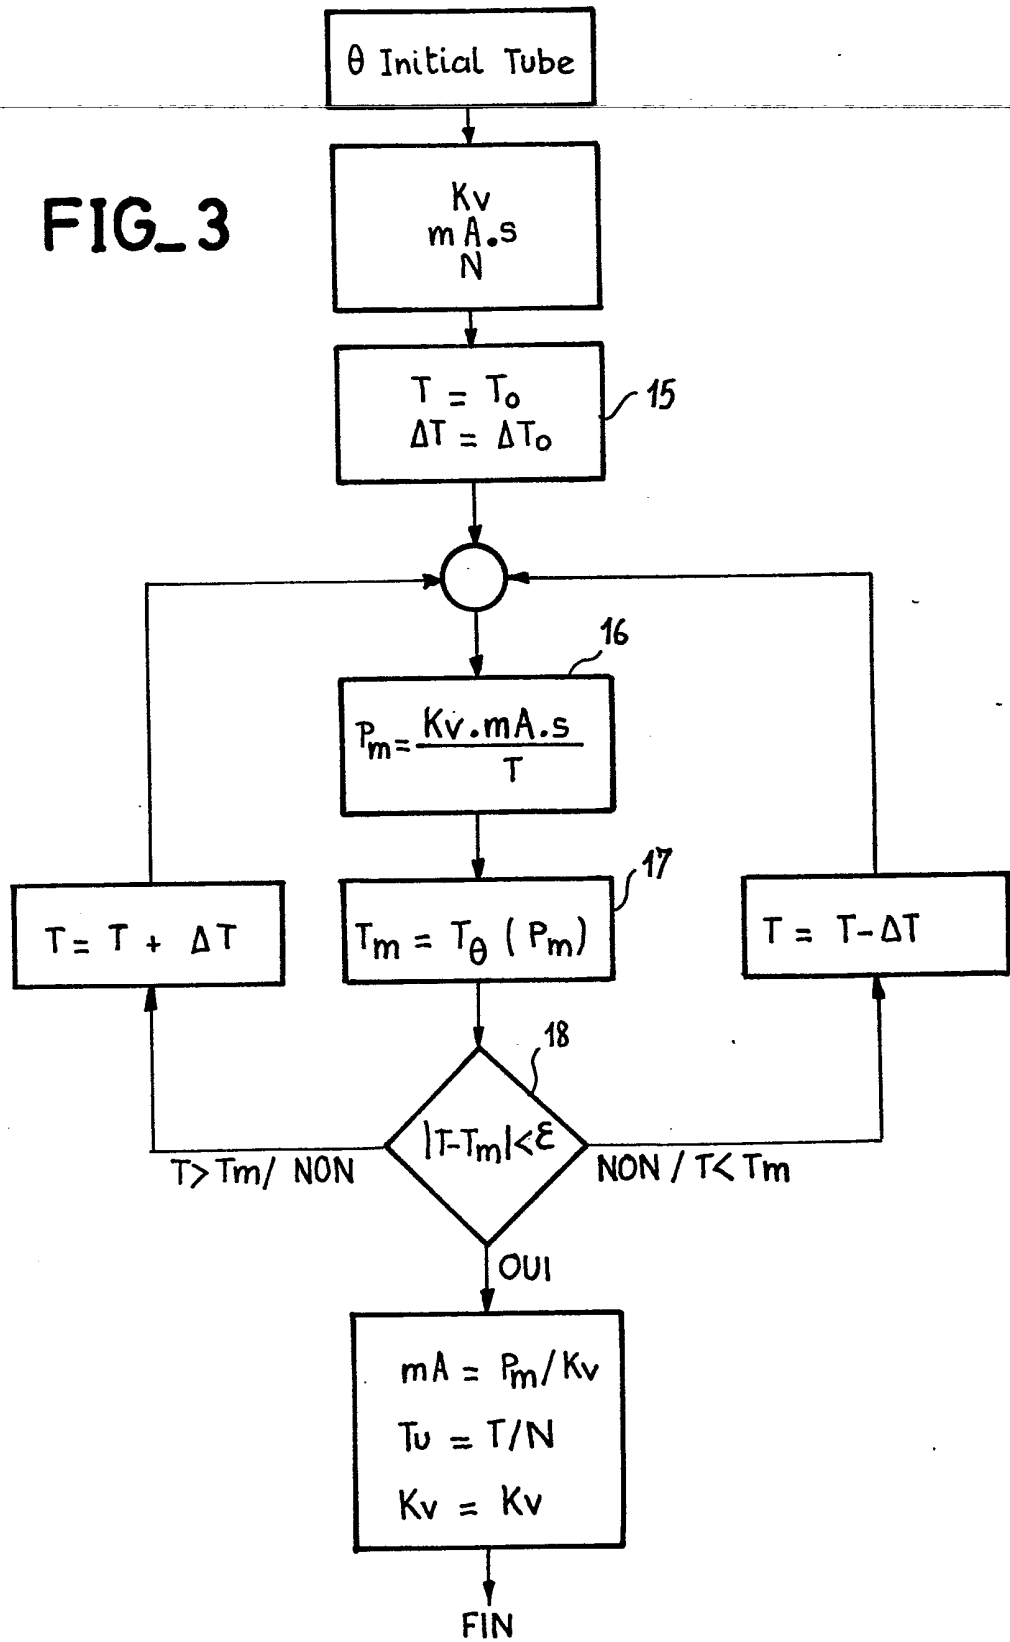 θ Initial Tube
FIG_3
Kv
mA.s
N
T = To
ΔT = ΔTo
15
16
Pm = Kv.mA.s
T
17
T = T + ΔT
Tm = Tθ (Pm)
T = T-ΔT
18
|T-Tm|<ε
T>Tm/ NON
NON / T<Tm
OUI
mA = Pm/Kv
Tu = T/N
Kv = Kv
FIN